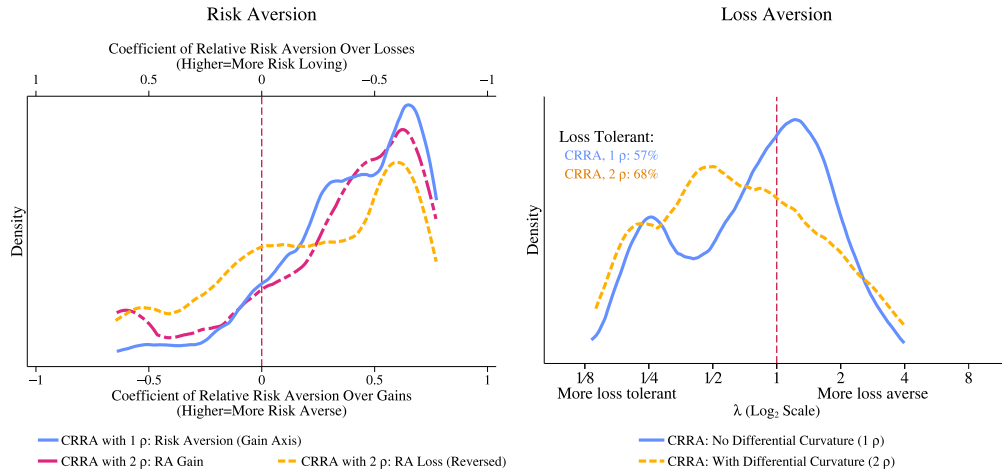 Risk Aversion
Coefficient of Relative Risk Aversion Over Losses
(Higher=More Risk Loving)
1 0.5 0 −0.5 −1
Density
−1 −0.5 0 0.5 1
Coefficient of Relative Risk Aversion Over Gains
(Higher=More Risk Averse)
CRRA with 1 ρ: Risk Aversion (Gain Axis)
CRRA with 2 ρ: RA Gain
CRRA with 2 ρ: RA Loss (Reversed)
Loss Aversion
Loss Tolerant:
CRRA, 1 ρ: 57%
CRRA, 2 ρ: 68%
Density
1/8 1/4 1/2 1 2 4 8
More loss tolerant
More loss averse
λ (Log₂ Scale)
CRRA: No Differential Curvature (1 ρ)
CRRA: With Differential Curvature (2 ρ)